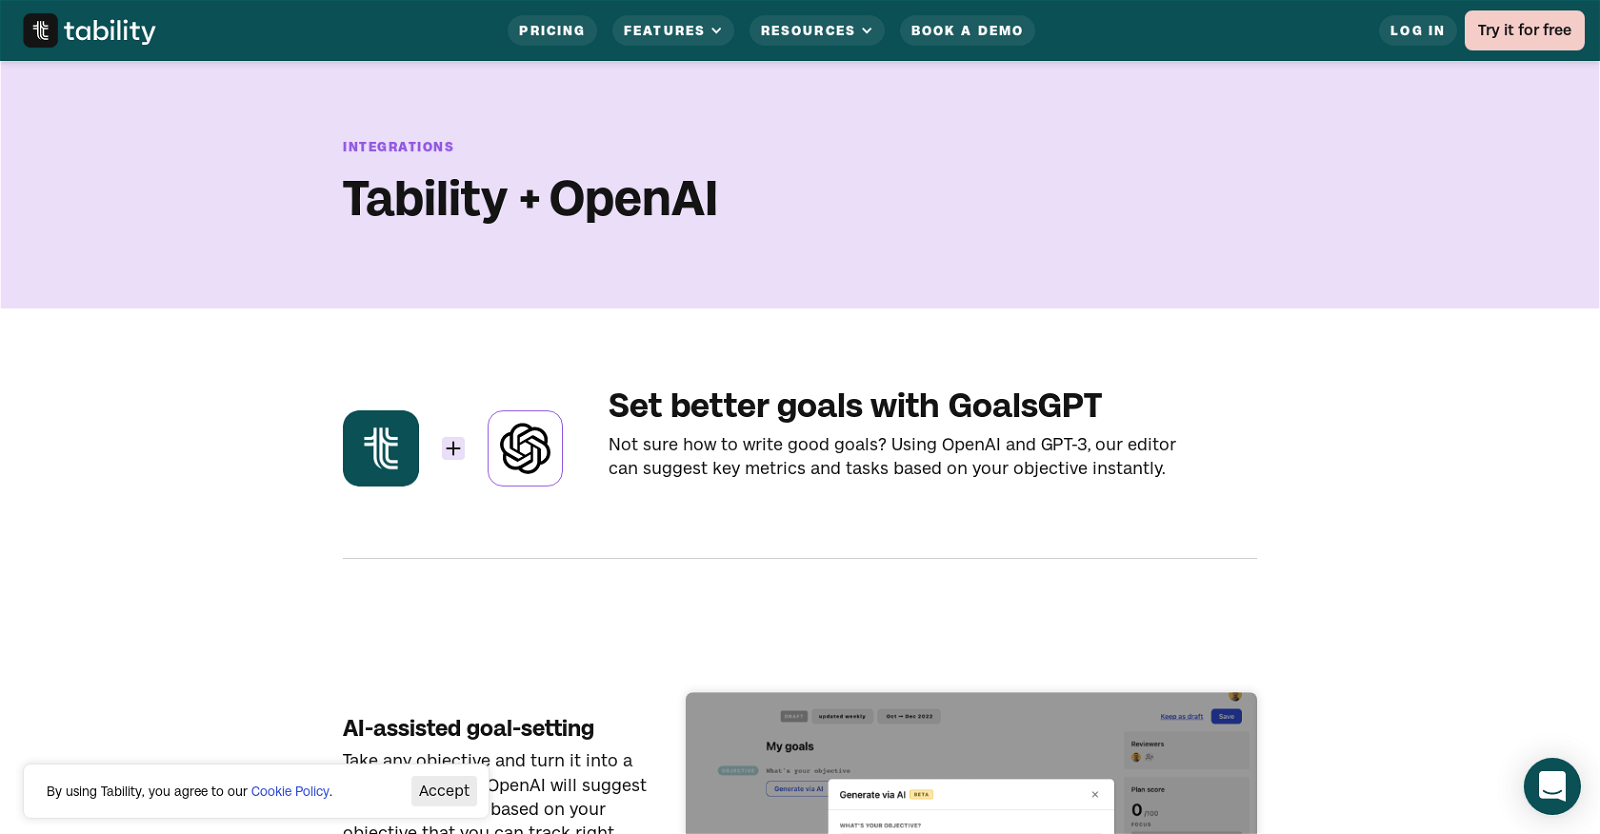 tability
PRICING
FEATURES
RESOURCES
BOOK A DEMO
LOG IN
Try it for free
INTEGRATIONS
Tability + OpenAI
Set better goals with GoalsGPT
Not sure how to write good goals? Using OpenAI and GPT-3, our editor
can suggest key metrics and tasks based on your objective instantly.
AI-assisted goal-setting
Take any objective and turn it into a
OpenAI will suggest
based on your
objective that you can track right
By using Tability, you agree to our Cookie Policy.
Accept
DRAFT
updated weekly
Oct → Dec 2022
Keep as draft
Save
My goals
OBJECTIVE
What's your objective
Generate via AI
Reviewers
Plan score
0 /100
FOCUS
Generate via AI BETA
WHAT'S YOUR OBJECTIVE?